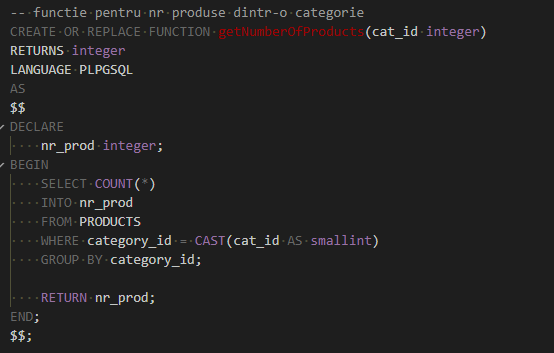 -- functie pentru nr produse dintr-o categorie
CREATE OR REPLACE FUNCTION getNumberOfProducts(cat_id integer)
RETURNS integer
LANGUAGE PLPGSQL
AS
$$
DECLARE
    nr_prod integer;
BEGIN
    SELECT COUNT(*)
    INTO nr_prod
    FROM PRODUCTS
    WHERE category_id = CAST(cat_id AS smallint)
    GROUP BY category_id;

    RETURN nr_prod;
END;
$$;